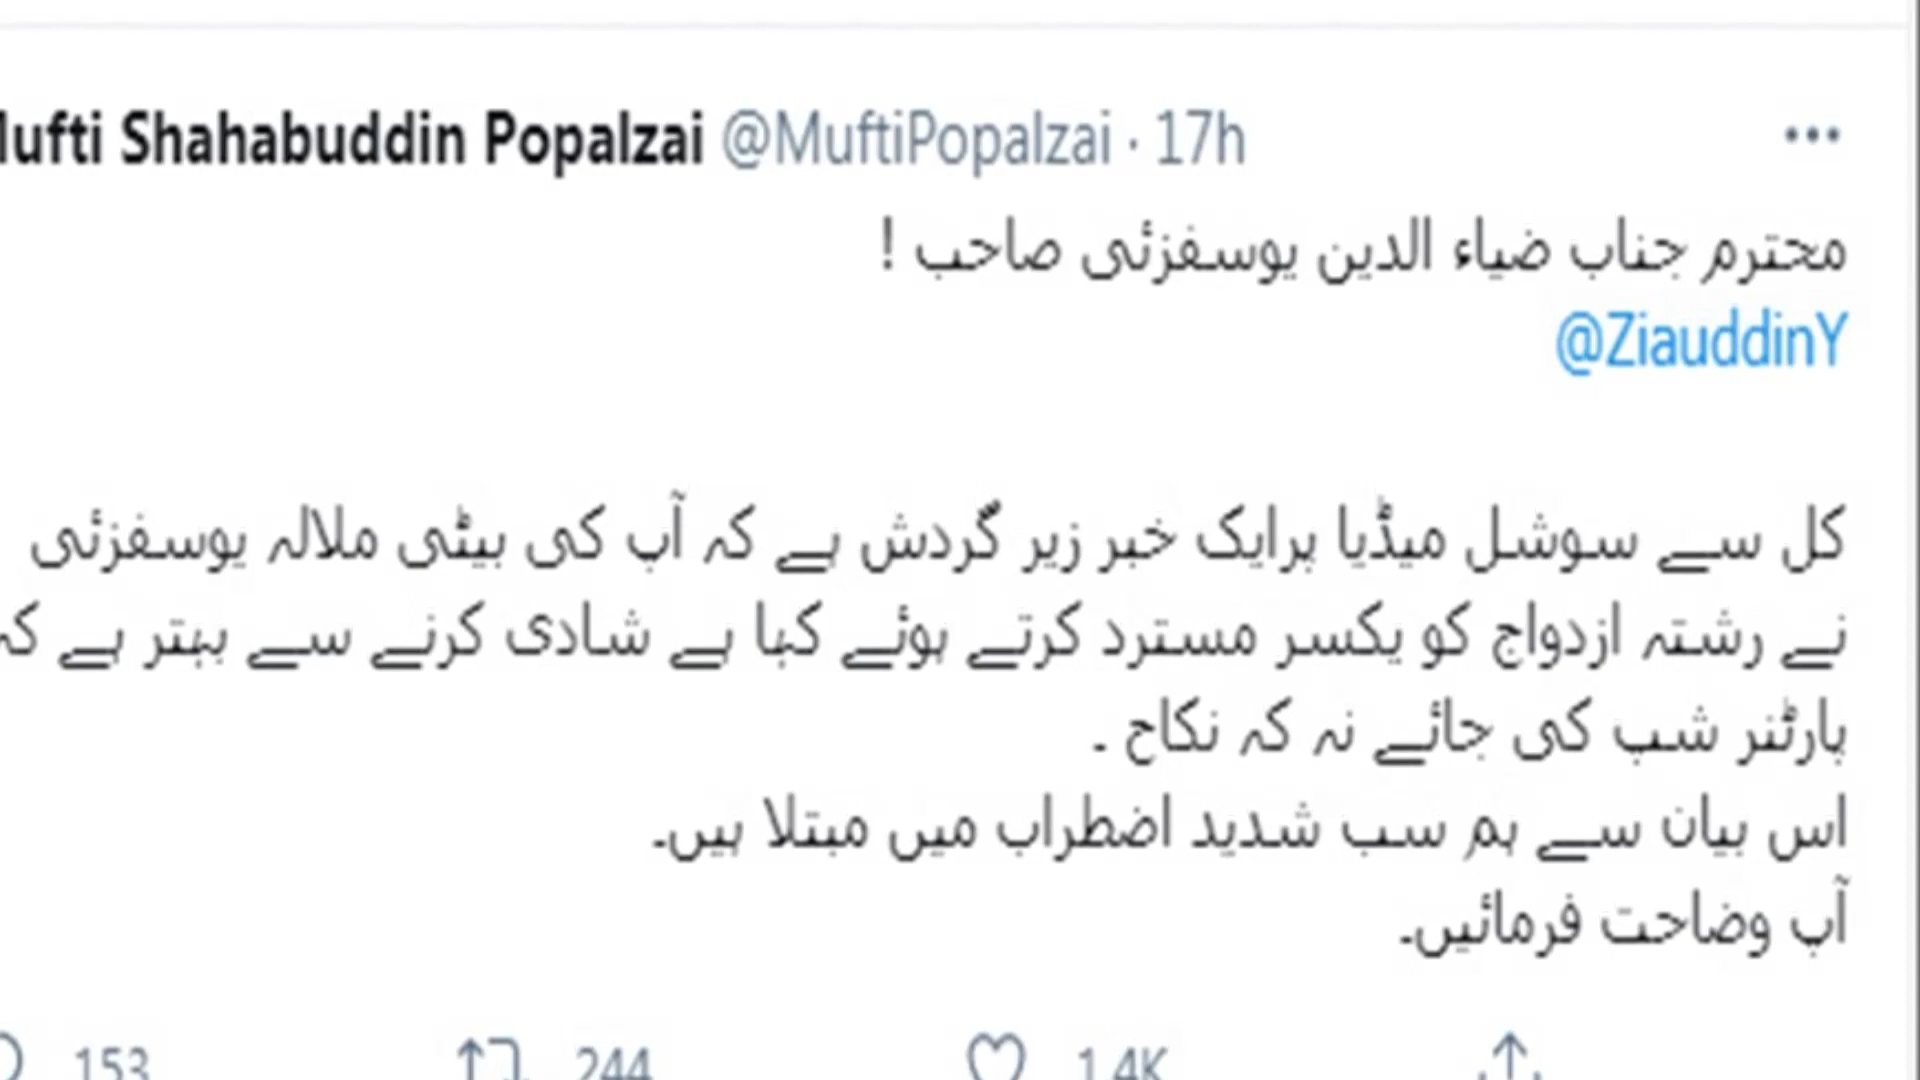 Mufti Shahabuddin Popalzai @MuftiPopalzai · 17h
محترم جناب ضیاء الدین یوسفزئی صاحب !
@ZiauddinY
کل سے سوشل میڈیا پرایک خبر زیر گردش ہے کہ آپ کی بیٹی ملالہ یوسفزئی
نے رشتہ ازدواج کو یکسر مسترد کرتے ہوئے کہا ہے شادی کرنے سے بہتر ہے کہ
پارٹنر شپ کی جائے نہ کہ نکاح ۔
اس بیان سے ہم سب شدید اضطراب میں مبتلا ہیں۔
آپ وضاحت فرمائیں۔
153 244 1.4K